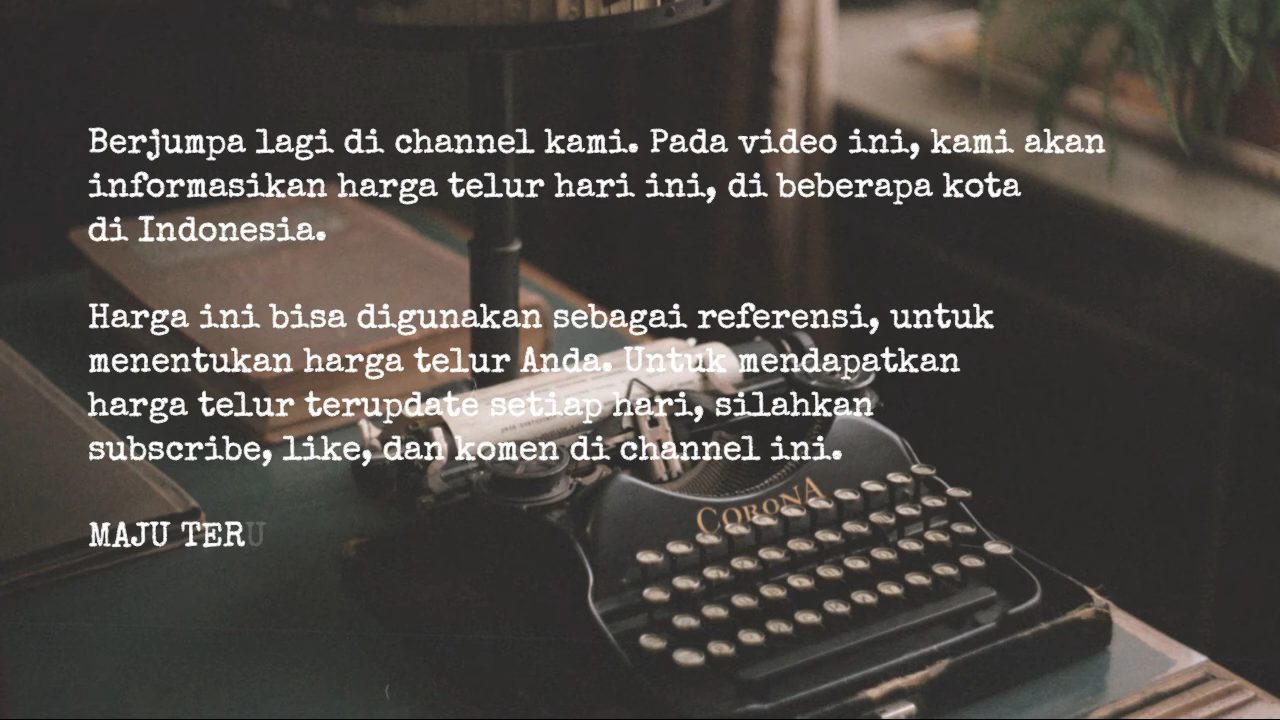 Berjumpa lagi di channel kami. Pada video ini, kami akan
informasikan harga telur hari ini, di beberapa kota
di Indonesia.
Harga ini bisa digunakan sebagai referensi, untuk
menentukan harga telur Anda. Untuk mendapatkan
harga telur terupdate setiap hari, silahkan
subscribe, like, dan komen di channel ini.
MAJU TERU
CORONA